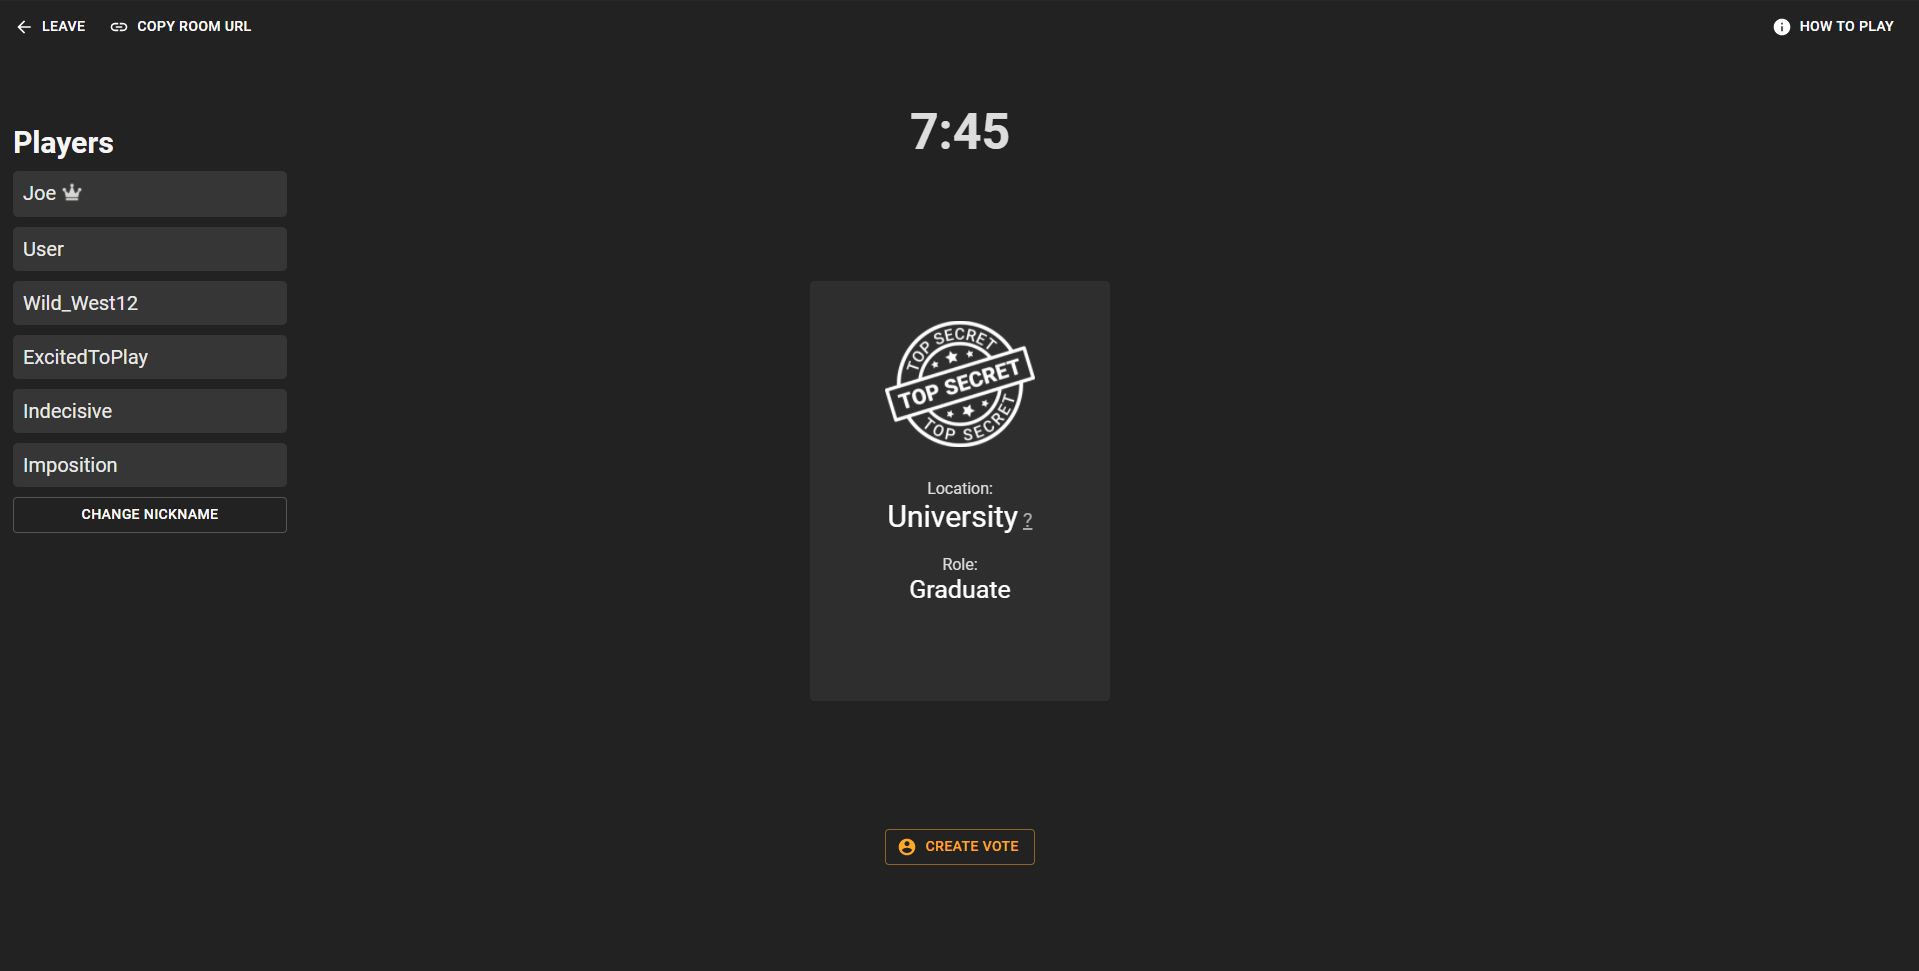 LEAVE
COPY ROOM URL
HOW TO PLAY
7:45
Players
Joe
User
Wild_West12
ExcitedToPlay
Indecisive
Imposition
CHANGE NICKNAME
TOP SECRET
TOP SECRET
TOP SECRET
Location:
University ?
Role:
Graduate
CREATE VOTE